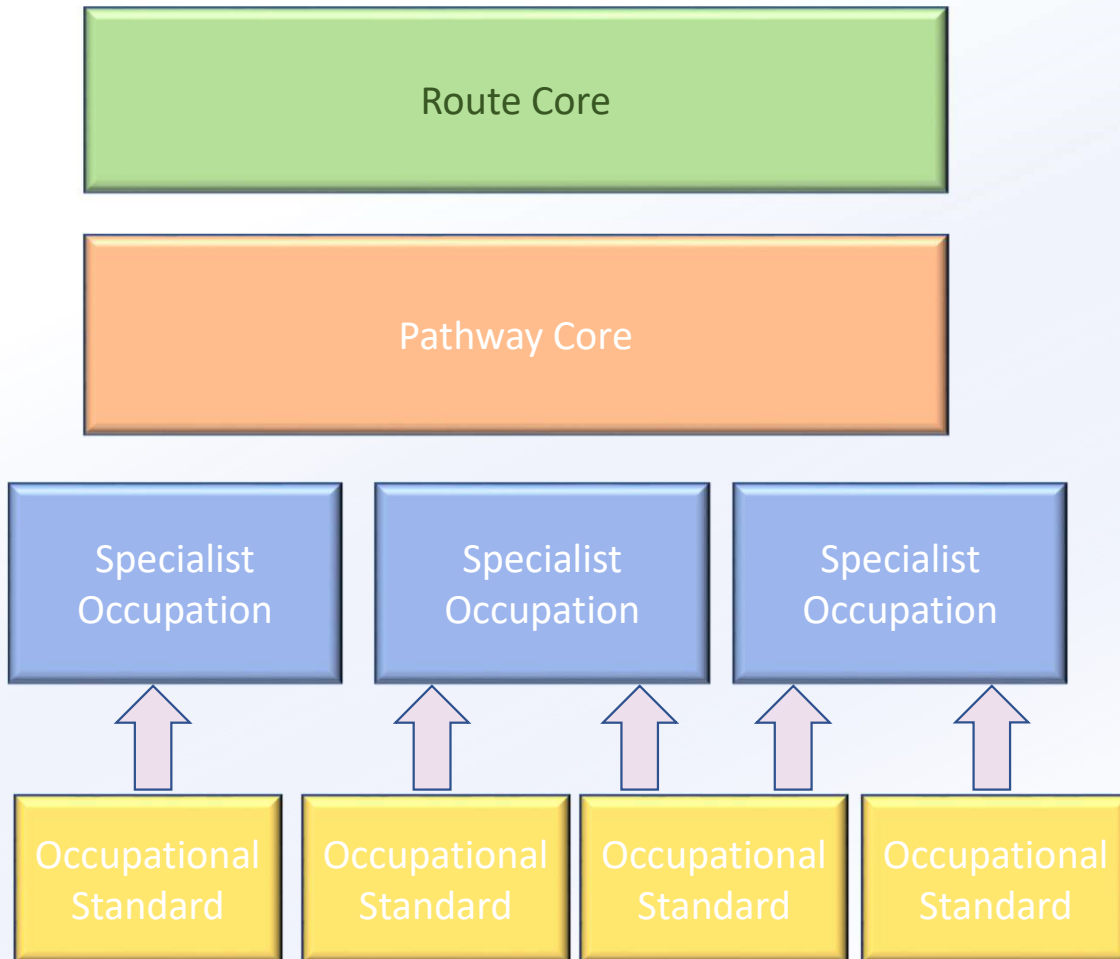 Route Core
Pathway Core
Specialist
Occupation
Specialist
Occupation
Specialist
Occupation
Occupational
Standard
Occupational
Standard
Occupational
Standard
Occupational
Standard